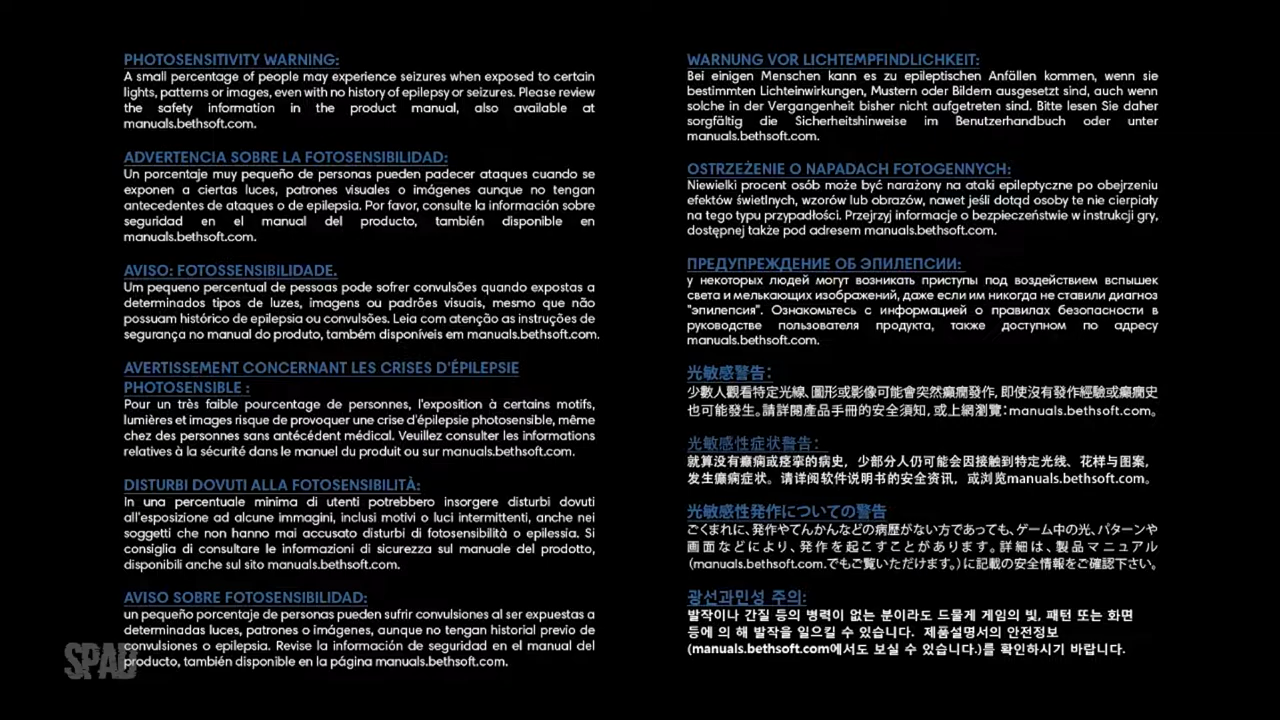 PHOTOSENSITIVITY WARNING:
A small percentage of people may experience seizures when exposed to certain
lights, patterns or images, even with no history of epilepsy or seizures. Please review
the safety information in the product manual, also available at
manuals.bethsoft.com.
ADVERTENCIA SOBRE LA FOTOSENSIBILIDAD:
Un porcentaje muy pequeño de personas pueden padecer ataques cuando se
exponen a ciertas luces, patrones visuales o imágenes aunque no tengan
antecedentes de ataques o de epilepsia. Por favor, consulte la información sobre
seguridad en el manual del producto, también disponible en
manuals.bethsoft.com.
AVISO: FOTOSSENSIBILIDADE.
Um pequeno percentual de pessoas pode sofrer convulsões quando expostas a
determinados tipos de luzes, imagens ou padrões visuais, mesmo que não
possuam histórico de epilepsia ou convulsões. Leia com atenção as instruções de
segurança no manual do produto, também disponíveis em manuals.bethsoft.com.
AVERTISSEMENT CONCERNANT LES CRISES D'ÉPILEPSIE
PHOTOSENSIBLE :
Pour un très faible pourcentage de personnes, l'exposition à certains motifs,
lumières et images risque de provoquer une crise d'épilepsie photosensible, même
chez des personnes sans antécédent médical. Veuillez consulter les informations
relatives à la sécurité dans le manuel du produit ou sur manuals.bethsoft.com.
DISTURBI DOVUTI ALLA FOTOSENSIBILITÀ:
In una percentuale minima di utenti potrebbero insorgere disturbi dovuti
all'esposizione ad alcune immagini, inclusi motivi o luci intermittenti, anche nei
soggetti che non hanno mai accusato disturbi di fotosensibilità o epilessia. Si
consiglia di consultare le informazioni di sicurezza sul manuale del prodotto,
disponibili anche sul sito manuals.bethsoft.com.
AVISO SOBRE FOTOSENSIBILIDAD:
un pequeño porcentaje de personas pueden sufrir convulsiones al ser expuestas a
determinadas luces, patrones o imágenes, aunque no tengan historial previo de
convulsiones o epilepsia. Revise la información de seguridad en el manual del
producto, también disponible en la página manuals.bethsoft.com.
WARNUNG VOR LICHTEMPFINDLICHKEIT:
Bei einigen Menschen kann es zu epileptischen Anfällen kommen, wenn sie
bestimmten Lichteinwirkungen, Mustern oder Bildern ausgesetzt sind, auch wenn
solche in der Vergangenheit bisher nicht aufgetreten sind. Bitte lesen Sie daher
sorgfältig die Sicherheitshinweise im Benutzerhandbuch oder unter
manuals.bethsoft.com.
OSTRZEŻENIE O NAPADACH FOTOGENNYCH:
Niewielki procent osób może być narażony na ataki epileptyczne po obejrzeniu
efektów świetlnych, wzorów lub obrazów, nawet jeśli dotąd osoby te nie cierpiały
na tego typu przypadłości. Przejrzyj informacje o bezpieczeństwie w instrukcji gry,
dostępnej także pod adresem manuals.bethsoft.com.
ПРЕДУПРЕЖДЕНИЕ ОБ ЭПИЛЕПСИИ:
у некоторых людей могут возникать приступы под воздействием вспышек
света и мелькающих изображений, даже если им никогда не ставили диагноз
"эпилепсия". Ознакомьтесь с информацией о правилах безопасности в
руководстве пользователя продукта, также доступном по адресу
manuals.bethsoft.com.
光敏感警告：
少數人觀看特定光線、圖形或影像可能會突然癲癇發作，即使沒有發作經驗或癲癇史
也可能發生。請詳閱產品手冊的安全須知，或上網瀏覽：manuals.bethsoft.com。
光敏感性症状警告：
就算没有癫痫或痉挛的病史，少部分人仍可能会因接触到特定光线、花样与图案，
发生癫痫症状。请详阅软件说明书的安全资讯，或浏览manuals.bethsoft.com。
光敏感性発作についての警告
ごくまれに、発作やてんかんなどの病歴がない方であっても、ゲーム中の光、パターンや
画面などにより、発作を起こすことがあります。詳細は、製品マニュアル
（manuals.bethsoft.com.でもご覧いただけます。）に記載の安全情報をご確認下さい。
광선과민성 주의:
발작이나 간질 등의 병력이 없는 분이라도 드물게 게임의 빛, 패턴 또는 화면
등에 의 해 발작을 일으킬 수 있습니다. 제품설명서의 안전정보
(manuals.bethsoft.com에서도 보실 수 있습니다.)를 확인하시기 바랍니다.